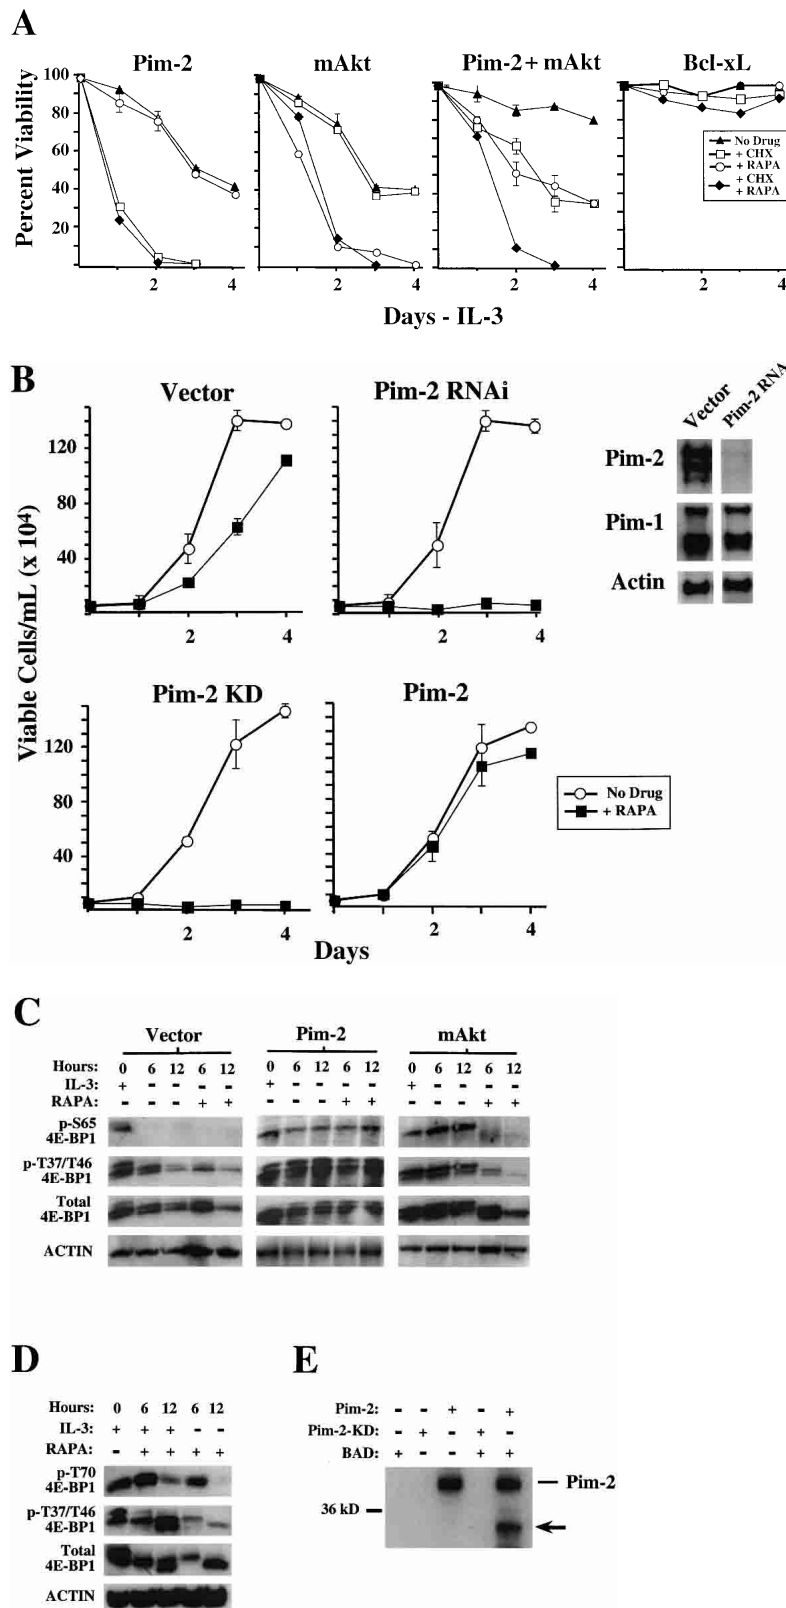 A
Pim-2
mAkt
Pim-2 + mAkt
Bcl-xL
Percent Viability
100
80
60
40
20
2
4
2
4
2
4
2
4
No Drug
+ CHX
+ RAPA
+ CHX
+ RAPA
Days - IL-3
B
Vector
Pim-2 RNAi
Vector
Pim-2 RNA
Pim-2
Pim-1
Actin
Viable Cells/mL (x 10⁴)
120
80
40
2
4
2
4
Pim-2 KD
Pim-2
120
80
40
2
4
2
4
No Drug
+ RAPA
Days
C
Vector
Pim-2
mAkt
Hours: 0 6 12 6 12 0 6 12 6 12 0 6 12 6 12
IL-3: + - - - - + - - - - + - - - -
RAPA: - - - + + - - - + + - - - + +
p-S65
4E-BP1
p-T37/T46
4E-BP1
Total
4E-BP1
ACTIN
D
Hours: 0 6 12 6 12
IL-3: + + + - -
RAPA: - + + + +
p-T70
4E-BP1
p-T37/T46
4E-BP1
Total
4E-BP1
ACTIN
E
Pim-2: - - + - +
Pim-2-KD: - + - + -
BAD: + - - + +
Pim-2
36 kD